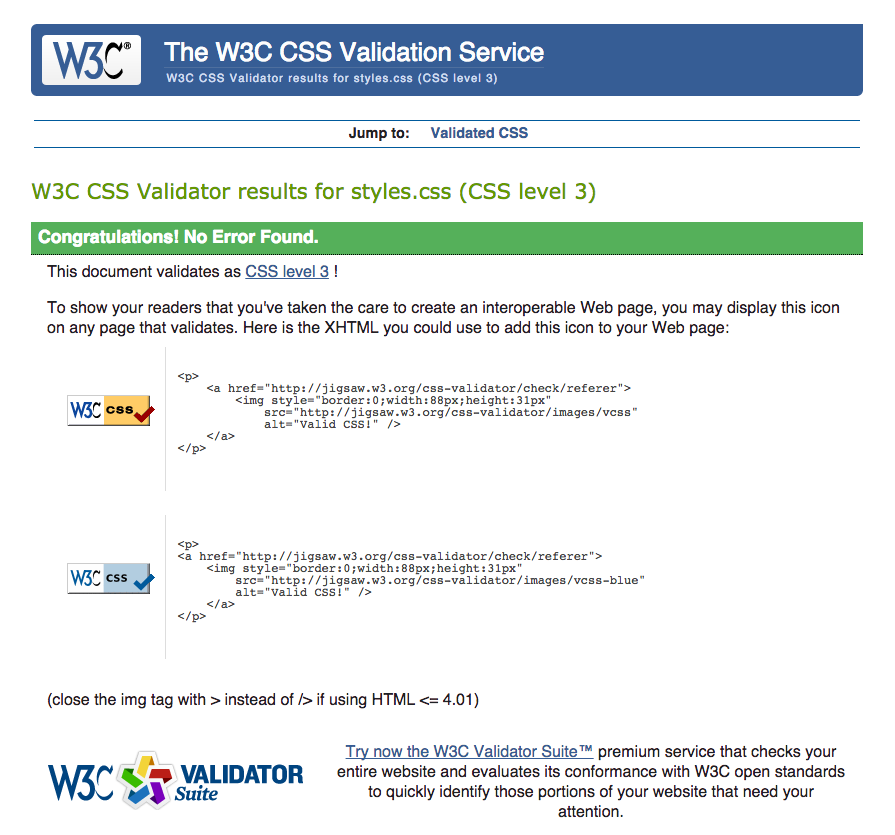 W3C®
The W3C CSS Validation Service
W3C CSS Validator results for styles.css (CSS level 3)
Jump to: Validated CSS
W3C CSS Validator results for styles.css (CSS level 3)
Congratulations! No Error Found.
This document validates as CSS level 3 !
To show your readers that you've taken the care to create an interoperable Web page, you may display this icon
on any page that validates. Here is the XHTML you could use to add this icon to your Web page:
W3C css
<p>
<a href="http://jigsaw.w3.org/css-validator/check/referer">
<img style="border:0;width:88px;height:31px"
src="http://jigsaw.w3.org/css-validator/images/vcss"
alt="Valid CSS!" />
</a>
</p>
W3C css
<p>
<a href="http://jigsaw.w3.org/css-validator/check/referer">
<img style="border:0;width:88px;height:31px"
src="http://jigsaw.w3.org/css-validator/images/vcss-blue"
alt="Valid CSS!" />
</a>
</p>
(close the img tag with > instead of /> if using HTML <= 4.01)
W3C VALIDATOR
Suite
Try now the W3C Validator Suite™ premium service that checks your
entire website and evaluates its conformance with W3C open standards
to quickly identify those portions of your website that need your
attention.